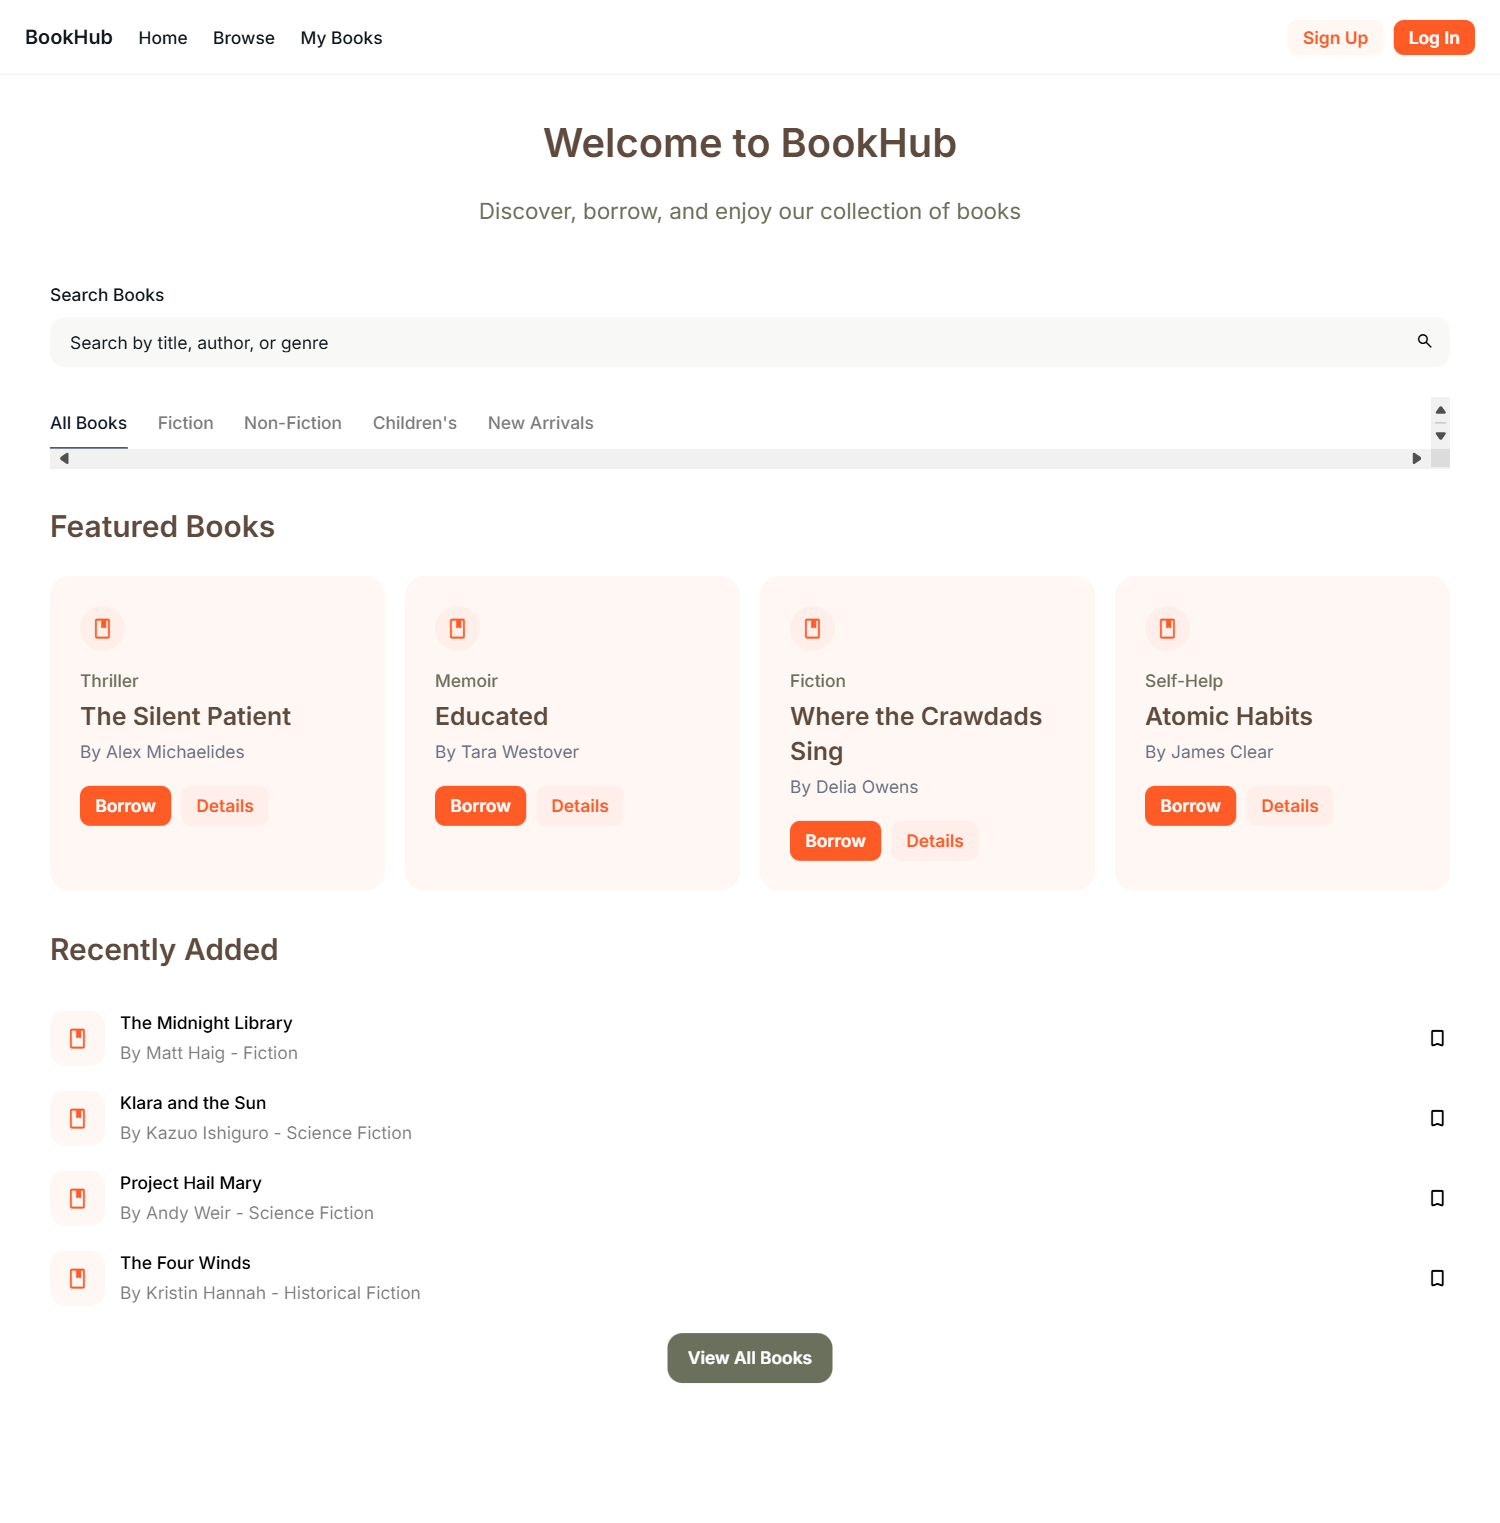 BookHub Home Browse My Books Sign Up Log In
Welcome to BookHub
Discover, borrow, and enjoy our collection of books
Search Books
Search by title, author, or genre
All Books Fiction Non-Fiction Children's New Arrivals
Featured Books
Thriller
The Silent Patient
By Alex Michaelides
Borrow Details
Memoir
Educated
By Tara Westover
Borrow Details
Fiction
Where the Crawdads
Sing
By Delia Owens
Borrow Details
Self-Help
Atomic Habits
By James Clear
Borrow Details
Recently Added
The Midnight Library
By Matt Haig - Fiction
Klara and the Sun
By Kazuo Ishiguro - Science Fiction
Project Hail Mary
By Andy Weir - Science Fiction
The Four Winds
By Kristin Hannah - Historical Fiction
View All Books